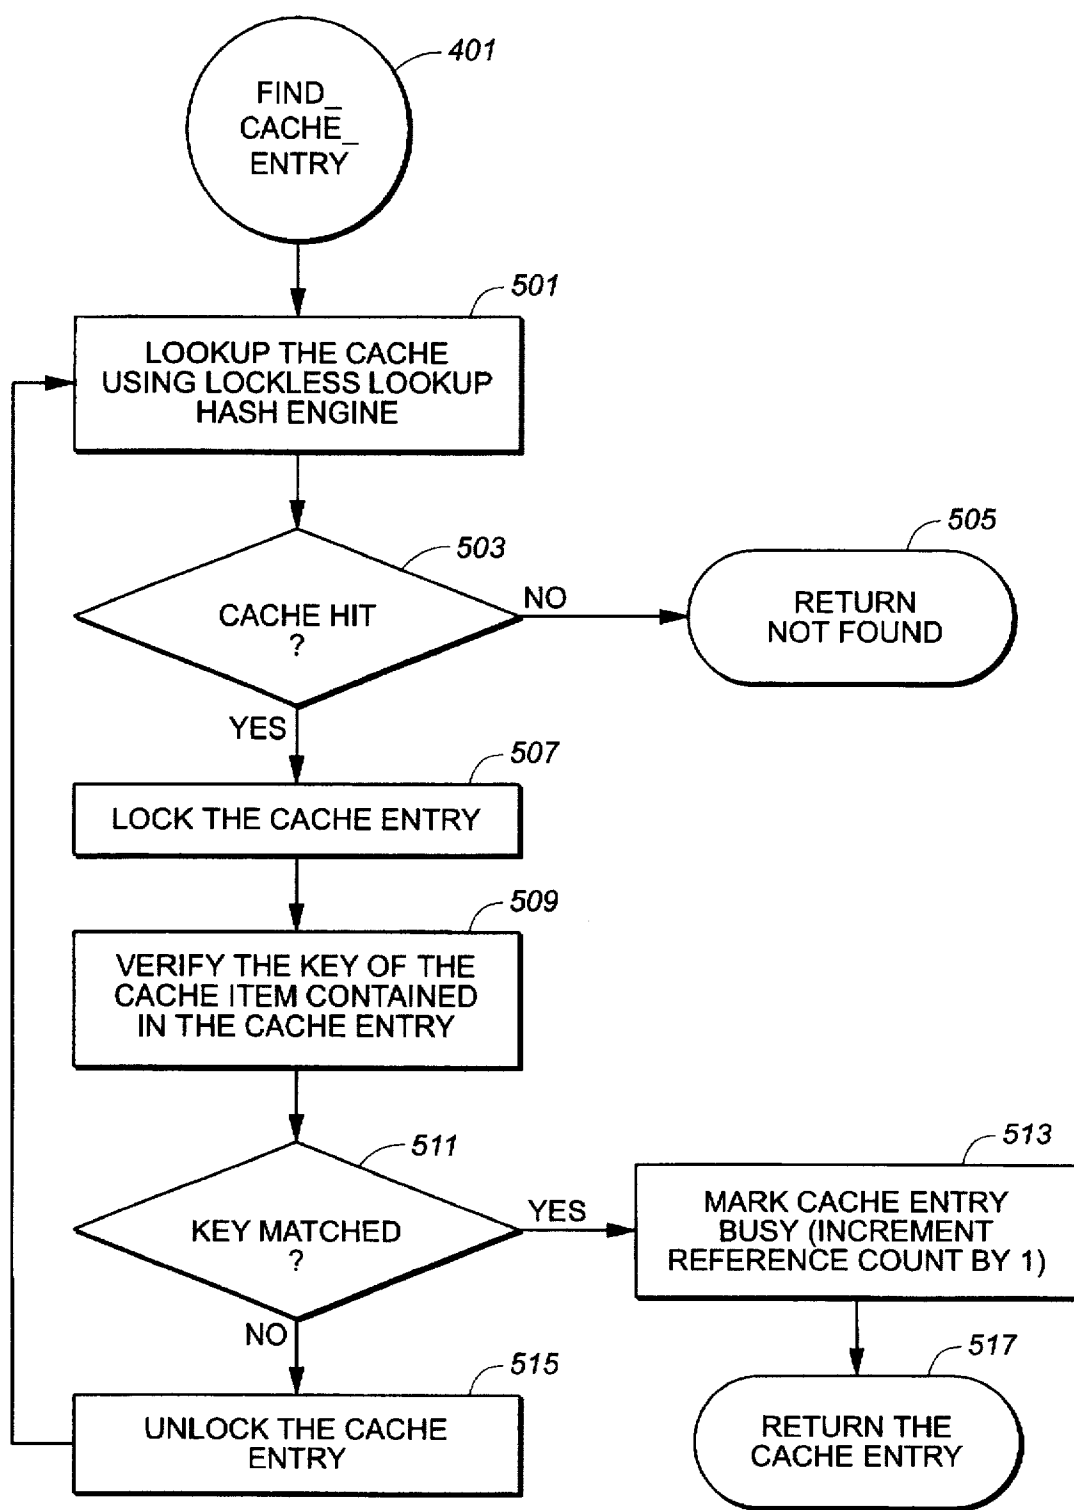 401
FIND_
CACHE_
ENTRY
501
LOOKUP THE CACHE
USING LOCKLESS LOOKUP
HASH ENGINE
503
CACHE HIT
?
NO
505
RETURN
NOT FOUND
YES
507
LOCK THE CACHE ENTRY
509
VERIFY THE KEY OF THE
CACHE ITEM CONTAINED
IN THE CACHE ENTRY
511
KEY MATCHED
?
YES
513
MARK CACHE ENTRY
BUSY (INCREMENT
REFERENCE COUNT BY 1)
NO
515
UNLOCK THE CACHE
ENTRY
517
RETURN THE
CACHE ENTRY